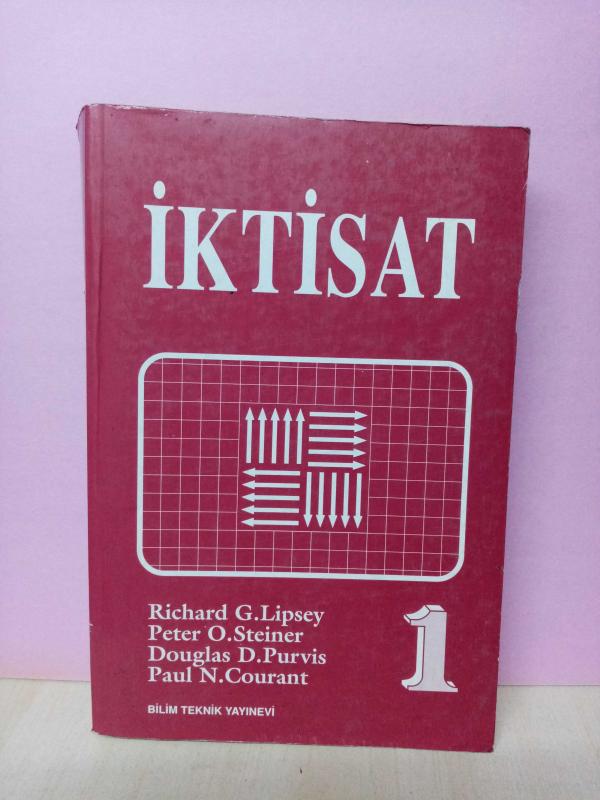 İKTİSAT
Richard G.Lipsey
Peter O.Steiner
Douglas D.Purvis
Paul N.Courant
1
BİLİM TEKNİK YAYINEVİ